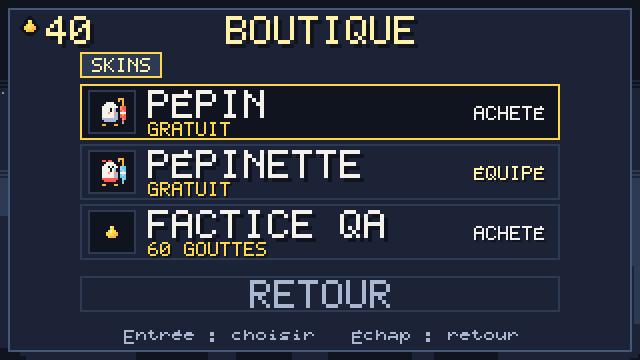 40 BOUTIQUE
SKINS
PÉPIN
GRATUIT
ACHETÉ
PÉPINETTE
GRATUIT
ÉQUIPÉ
FACTICE QA
60 GOUTTES
ACHETÉ
RETOUR
Entrée : choisir Échap : retour